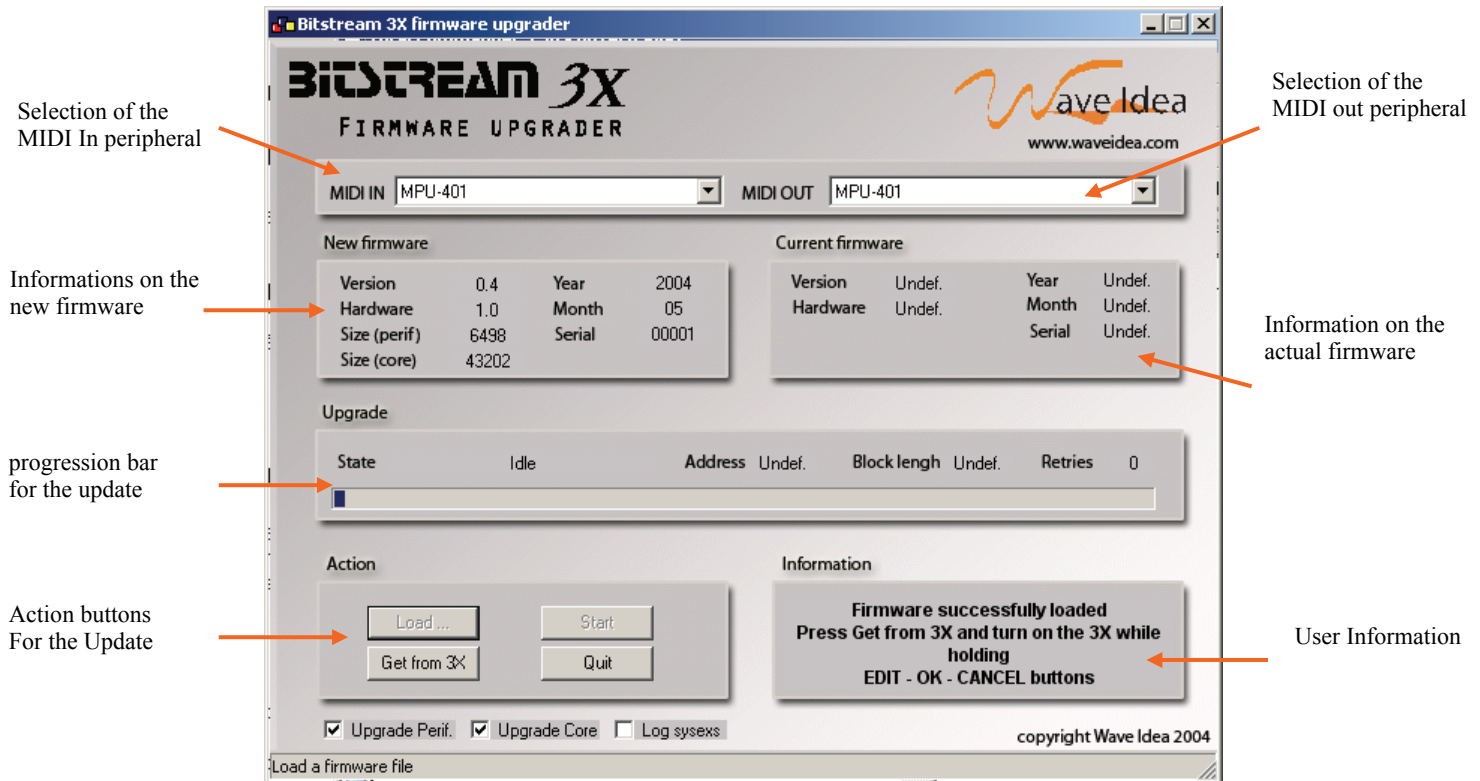 Bitstream 3X firmware upgrader
BITSTREAM 3X
FIRMWARE UPGRADER
Wave Idea
www.waveidea.com
Selection of the
MIDI In peripheral
Selection of the
MIDI out peripheral
MIDI IN MPU-401 MIDI OUT MPU-401
New firmware
Version 0.4 Year 2004
Hardware 1.0 Month 05
Size (perif) 6498 Serial 00001
Size (core) 43202
Current firmware
Version Undef. Year Undef.
Hardware Undef. Month Undef.
Serial Undef.
Informations on the
new firmware
Information on the
actual firmware
Upgrade
State Idle Address Undef. Block lengh Undef. Retries 0
progression bar
for the update
Action
Load ... Start
Get from 3X Quit
Action buttons
For the Update
Information
Firmware successfully loaded
Press Get from 3X and turn on the 3X while
holding
EDIT - OK - CANCEL buttons
User Information
Upgrade Perif. Upgrade Core Log sysexs
copyright Wave Idea 2004
Load a firmware file